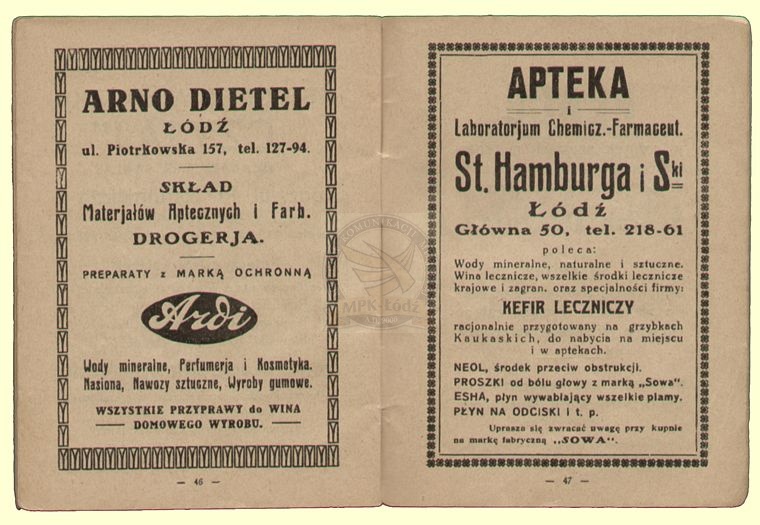 ARNO DIETEL
ŁÓDŹ
ul. Piotrkowska 157, tel. 127-94.
SKŁAD
Materjałów Aptecznych i Farb.
DROGERJA.
PREPARATY z MARKĄ OCHRONNĄ
Ardi
Wody mineralne, Perfumerja i Kosmetyka.
Nasiona, Nawozy sztuczne, Wyroby gumowe.
WSZYSTKIE PRZYPRAWY do WINA
DOMOWEGO WYROBU.
— 46 —
APTEKA
i
Laboratorjum Chemicz.-Farmaceut.
St. Hamburga i Ski
Łódź
Główna 50, tel. 218-61
poleca:
Wody mineralne, naturalne i sztuczne.
Wina lecznicze, wszelkie środki lecznicze
krajowe i zagran. oraz specjalności firmy:
KEFIR LECZNICZY
racjonalnie przygotowany na grzybkach
Kaukaskich, do nabycia na miejscu
i w aptekach.
NEOL, środek przeciw obstrukcji.
PROSZKI od bólu głowy z marką „Sowa".
ESHA, płyn wywabiający wszelkie plamy.
PŁYN NA ODCISKI i t. p.
Uprasza się zwracać uwagę przy kupnie
na markę fabryczną „SOWA".
— 47 —
MPK-Łódź